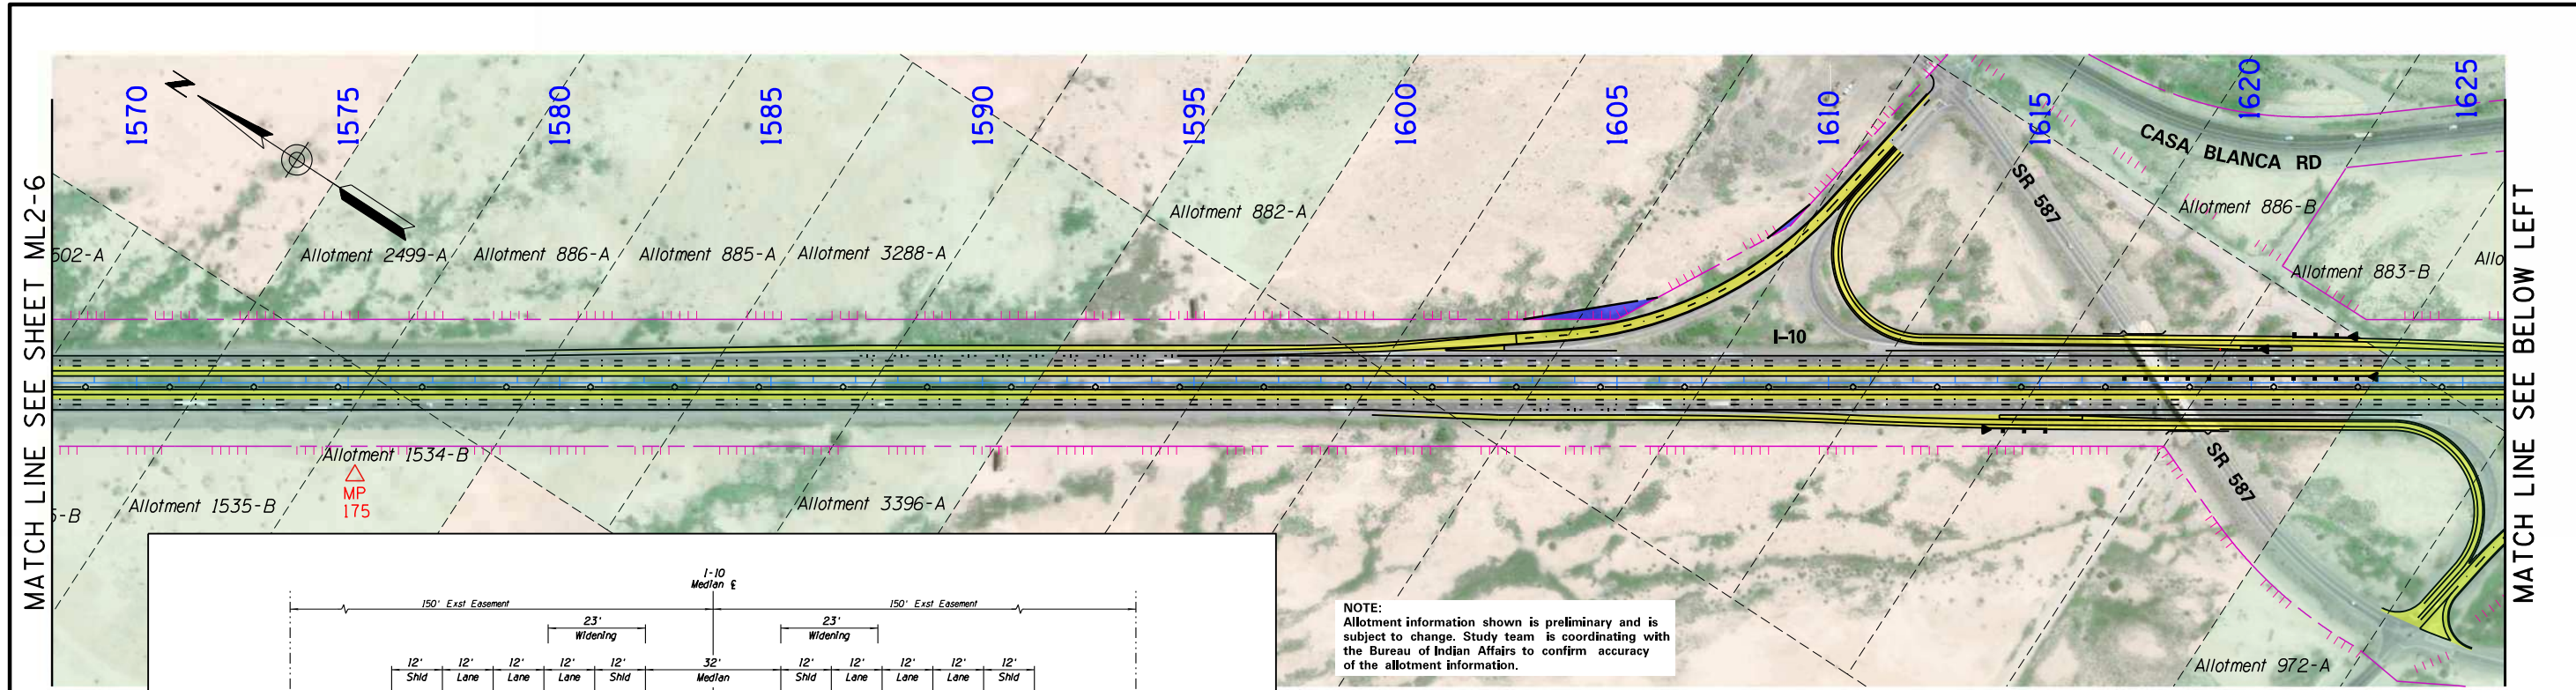 1570
1575
1580
1585
1590
1595
1600
1605
1610
1615
1620
1625
N
MATCH LINE SEE SHEET ML2-6
MATCH LINE SEE BELOW LEFT
CASA BLANCA RD
SR 587
Allotment 882-A
Allotment 886-B
502-A
Allotment 2499-A
Allotment 886-A
Allotment 885-A
Allotment 3288-A
Allotment 883-B
Allo
I-10
Allotment 1534-B
SR 587
MP
175
Allotment 1535-B
-B
Allotment 3396-A
Allotment 972-A
I-10
Median ℄
150' Exst Easement
150' Exst Easement
23'
Widening
23'
Widening
12' 12' 12' 12' 12' 32' 12' 12' 12' 12' 12'
Shld Lane Lane Lane Shld Median Shld Lane Lane Lane Shld
NOTE:
Allotment information shown is preliminary and is
subject to change. Study team is coordinating with
the Bureau of Indian Affairs to confirm accuracy
of the allotment information.